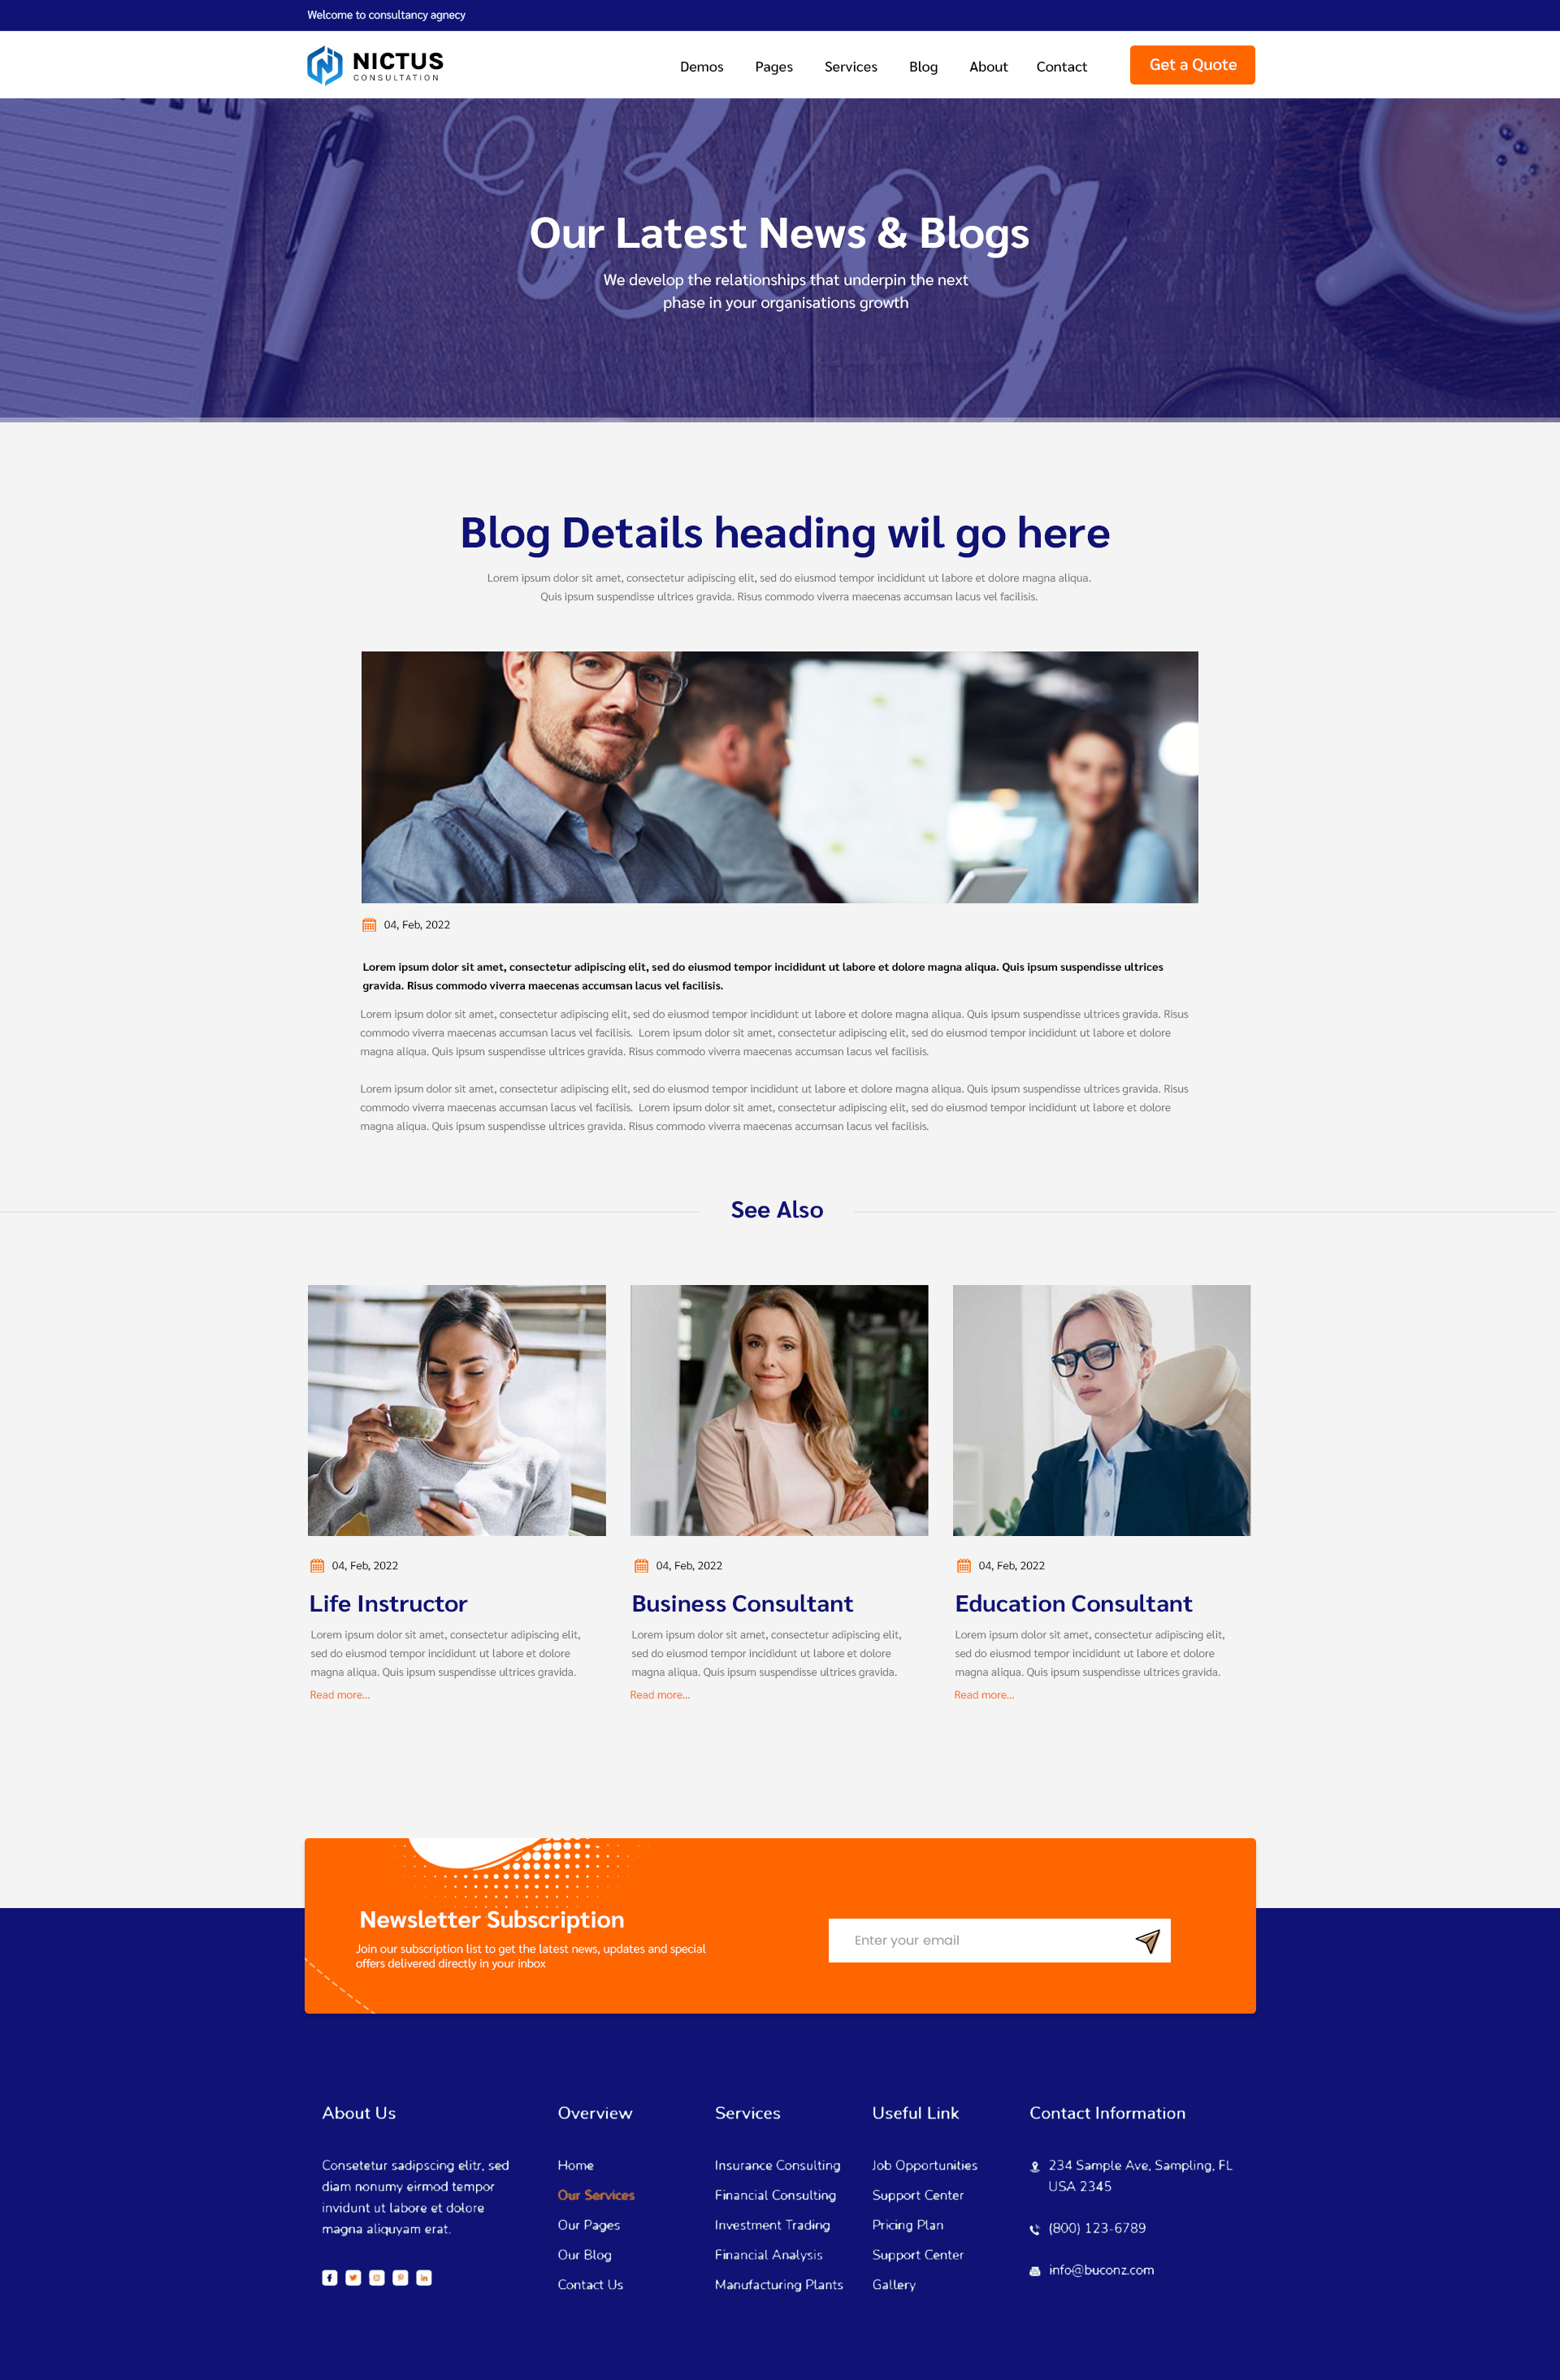 Welcome to consultancy agnecy
NICTUS
CONSULTATION
Demos Pages Services Blog About Contact Get a Quote
Blog
Our Latest News & Blogs
We develop the relationships that underpin the next
phase in your organisations growth
Blog Details heading wil go here
Lorem ipsum dolor sit amet, consectetur adipiscing elit, sed do eiusmod tempor incididunt ut labore et dolore magna aliqua.
Quis ipsum suspendisse ultrices gravida. Risus commodo viverra maecenas accumsan lacus vel facilisis.
04, Feb, 2022
Lorem ipsum dolor sit amet, consectetur adipiscing elit, sed do eiusmod tempor incididunt ut labore et dolore magna aliqua. Quis ipsum suspendisse ultrices
gravida. Risus commodo viverra maecenas accumsan lacus vel facilisis.
Lorem ipsum dolor sit amet, consectetur adipiscing elit, sed do eiusmod tempor incididunt ut labore et dolore magna aliqua. Quis ipsum suspendisse ultrices gravida. Risus
commodo viverra maecenas accumsan lacus vel facilisis. Lorem ipsum dolor sit amet, consectetur adipiscing elit, sed do eiusmod tempor incididunt ut labore et dolore
magna aliqua. Quis ipsum suspendisse ultrices gravida. Risus commodo viverra maecenas accumsan lacus vel facilisis.
Lorem ipsum dolor sit amet, consectetur adipiscing elit, sed do eiusmod tempor incididunt ut labore et dolore magna aliqua. Quis ipsum suspendisse ultrices gravida. Risus
commodo viverra maecenas accumsan lacus vel facilisis. Lorem ipsum dolor sit amet, consectetur adipiscing elit, sed do eiusmod tempor incididunt ut labore et dolore
magna aliqua. Quis ipsum suspendisse ultrices gravida. Risus commodo viverra maecenas accumsan lacus vel facilisis.
See Also
04, Feb, 2022
Life Instructor
Lorem ipsum dolor sit amet, consectetur adipiscing elit,
sed do eiusmod tempor incididunt ut labore et dolore
magna aliqua. Quis ipsum suspendisse ultrices gravida.
Read more...
04, Feb, 2022
Business Consultant
Lorem ipsum dolor sit amet, consectetur adipiscing elit,
sed do eiusmod tempor incididunt ut labore et dolore
magna aliqua. Quis ipsum suspendisse ultrices gravida.
Read more...
04, Feb, 2022
Education Consultant
Lorem ipsum dolor sit amet, consectetur adipiscing elit,
sed do eiusmod tempor incididunt ut labore et dolore
magna aliqua. Quis ipsum suspendisse ultrices gravida.
Read more...
Newsletter Subscription
Join our subscription list to get the latest news, updates and special
offers delivered directly in your inbox
Enter your email
About Us
Consetetur sadipscing elitr, sed
diam nonumy eirmod tempor
invidunt ut labore et dolore
magna aliquyam erat.
Overview
Home
Our Services
Our Pages
Our Blog
Contact Us
Services
Insurance Consulting
Financial Consulting
Investment Trading
Financial Analysis
Manufacturing Plants
Useful Link
Job Opportunities
Support Center
Pricing Plan
Support Center
Gallery
Contact Information
234 Sample Ave, Sampling, FL
USA 2345
(800) 123-6789
info@buconz.com